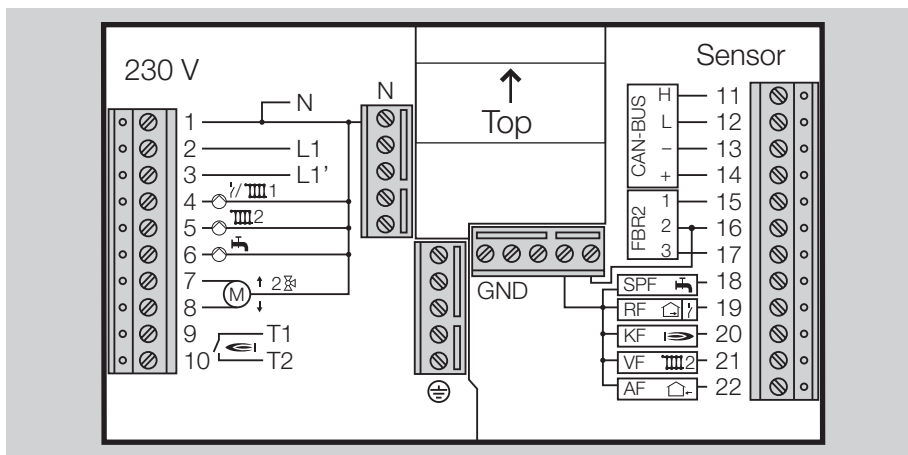 230 V
N
Top
Sensor
1 N
2 L1
3 L1'
4 1
5 2
6
7
M 2
8
9 T1
10 T2
GND
CAN-BUS
H 11
L 12
– 13
+ 14
FBR2
1 15
2 16
3 17
SPF 18
RF 19
KF 20
VF 2 21
AF 22